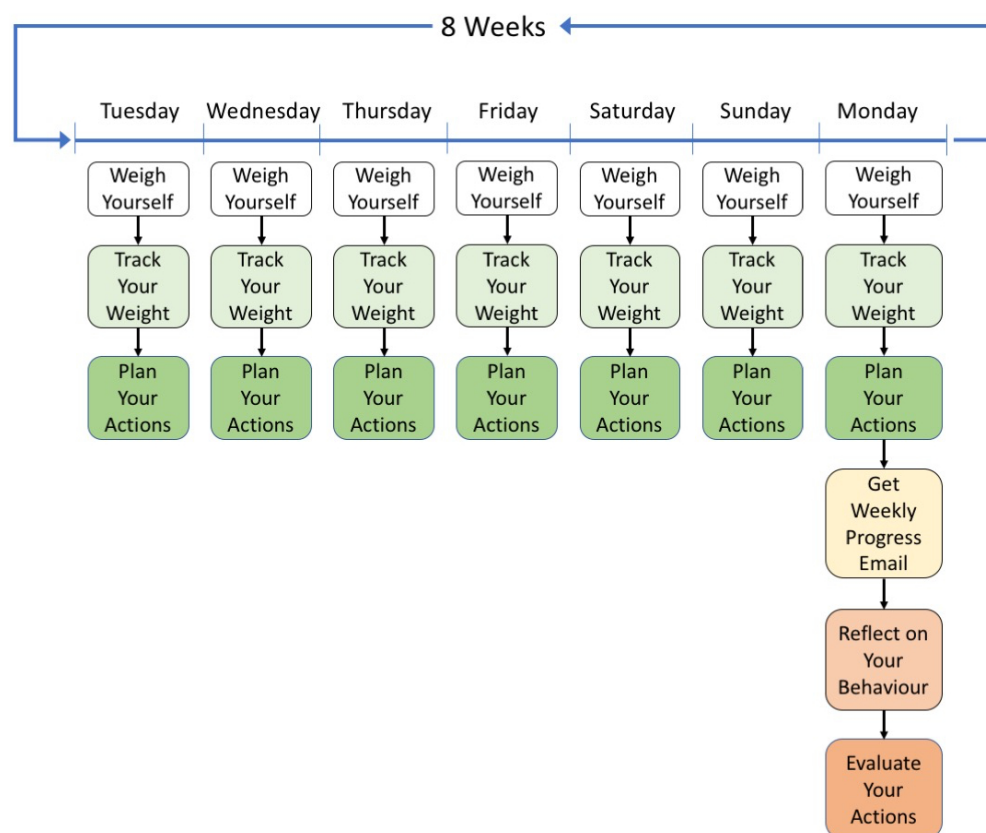 8 Weeks
Tuesday
Wednesday
Thursday
Friday
Saturday
Sunday
Monday
Weigh
Yourself
Weigh
Yourself
Weigh
Yourself
Weigh
Yourself
Weigh
Yourself
Weigh
Yourself
Weigh
Yourself
Track
Your
Weight
Track
Your
Weight
Track
Your
Weight
Track
Your
Weight
Track
Your
Weight
Track
Your
Weight
Track
Your
Weight
Plan
Your
Actions
Plan
Your
Actions
Plan
Your
Actions
Plan
Your
Actions
Plan
Your
Actions
Plan
Your
Actions
Plan
Your
Actions
Get
Weekly
Progress
Email
Reflect on
Your
Behaviour
Evaluate
Your
Actions